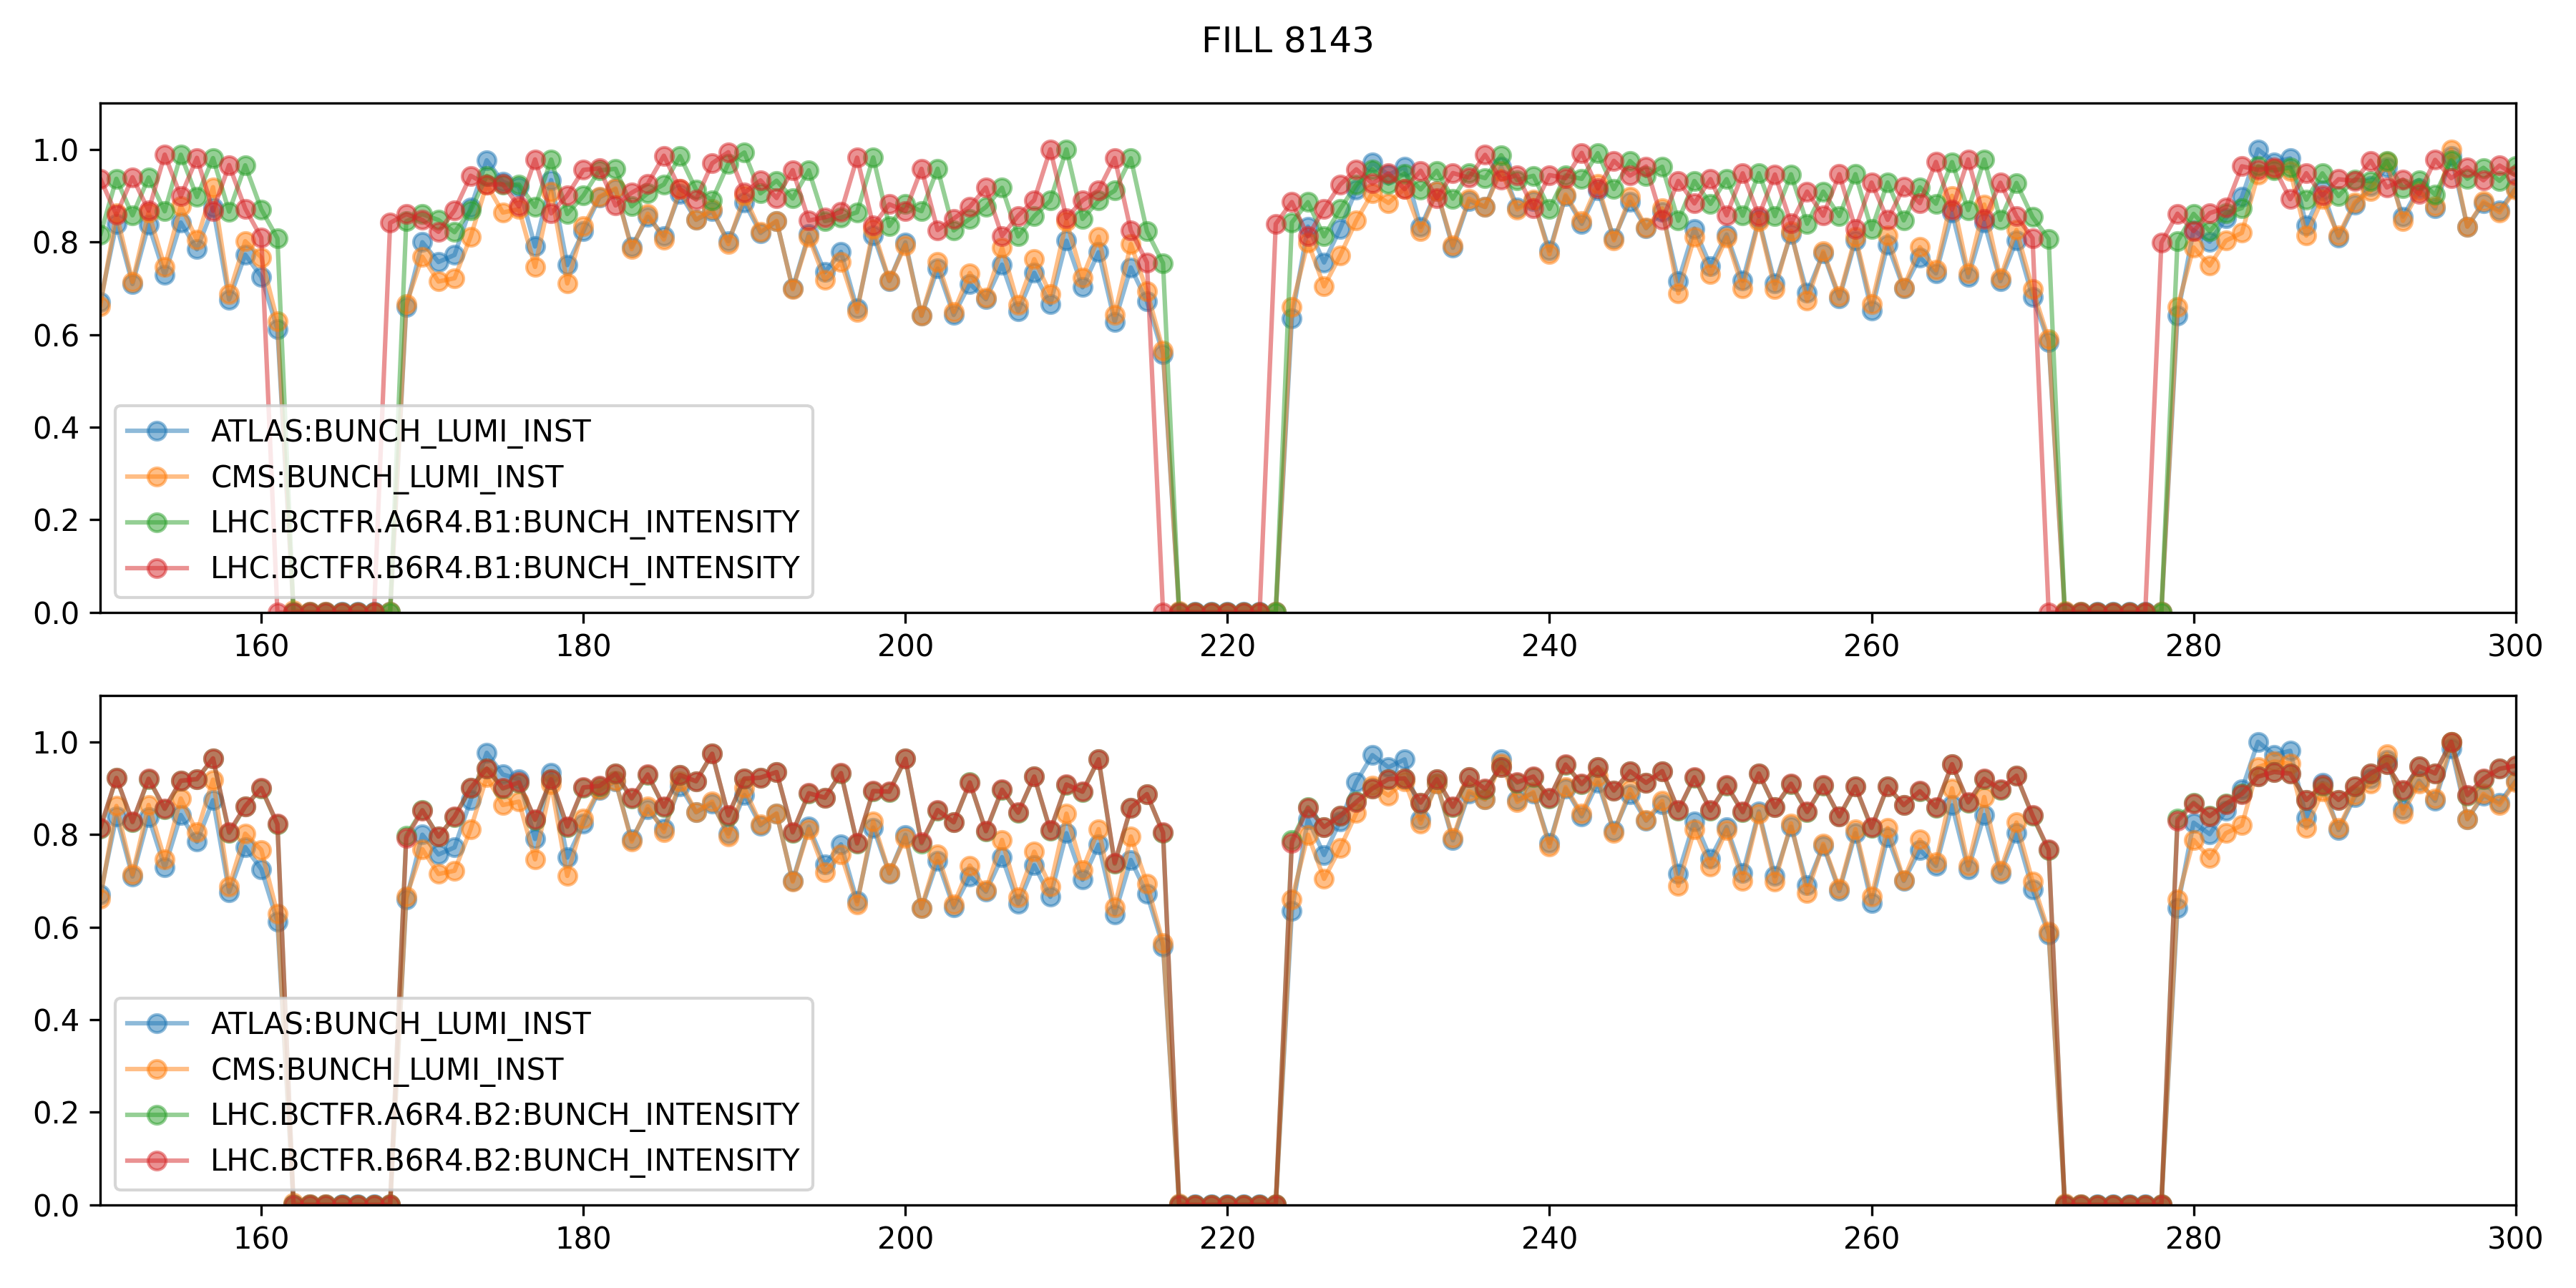 FILL 8143
1.0
0.8
0.6
0.4
0.2
0.0
ATLAS:BUNCH_LUMI_INST
CMS:BUNCH_LUMI_INST
LHC.BCTFR.A6R4.B1:BUNCH_INTENSITY
LHC.BCTFR.B6R4.B1:BUNCH_INTENSITY
160 180 200 220 240 260 280 300
1.0
0.8
0.6
0.4
0.2
0.0
ATLAS:BUNCH_LUMI_INST
CMS:BUNCH_LUMI_INST
LHC.BCTFR.A6R4.B2:BUNCH_INTENSITY
LHC.BCTFR.B6R4.B2:BUNCH_INTENSITY
160 180 200 220 240 260 280 300